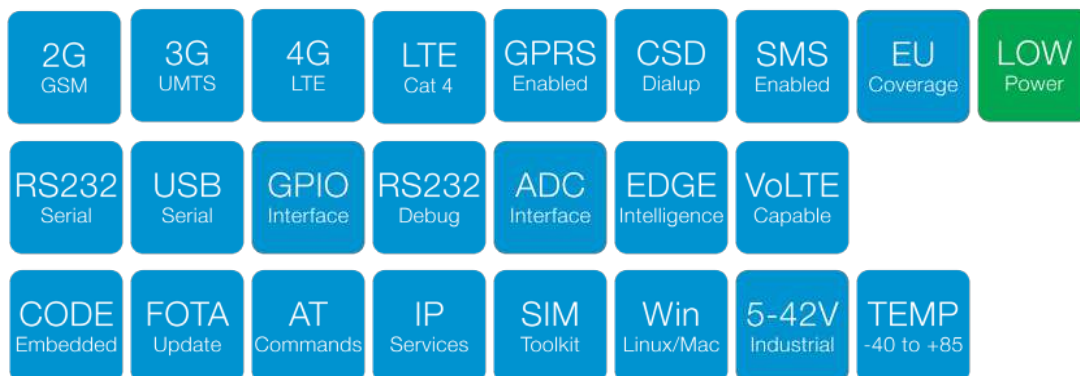 2G 3G 4G LTE GPRS CSD SMS EU LOW
GSM UMTS LTE Cat 4 Enabled Dialup Enabled Coverage Power
RS232 USB GPIO RS232 ADC EDGE VoLTE
Serial Serial Interface Debug Interface Intelligence Capable
CODE FOTA AT IP SIM Win 5-42V TEMP
Embedded Update Commands Services Toolkit Linux/Mac Industrial -40 to +85